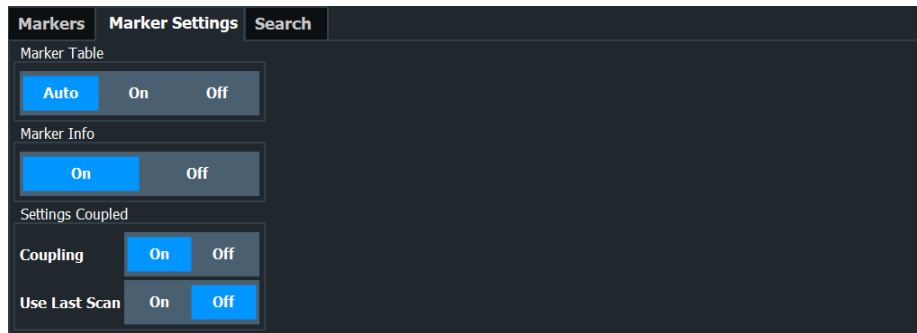 Markers Marker Settings Search
Marker Table
Auto On Off
Marker Info
On Off
Settings Coupled
Coupling On Off
Use Last Scan On Off